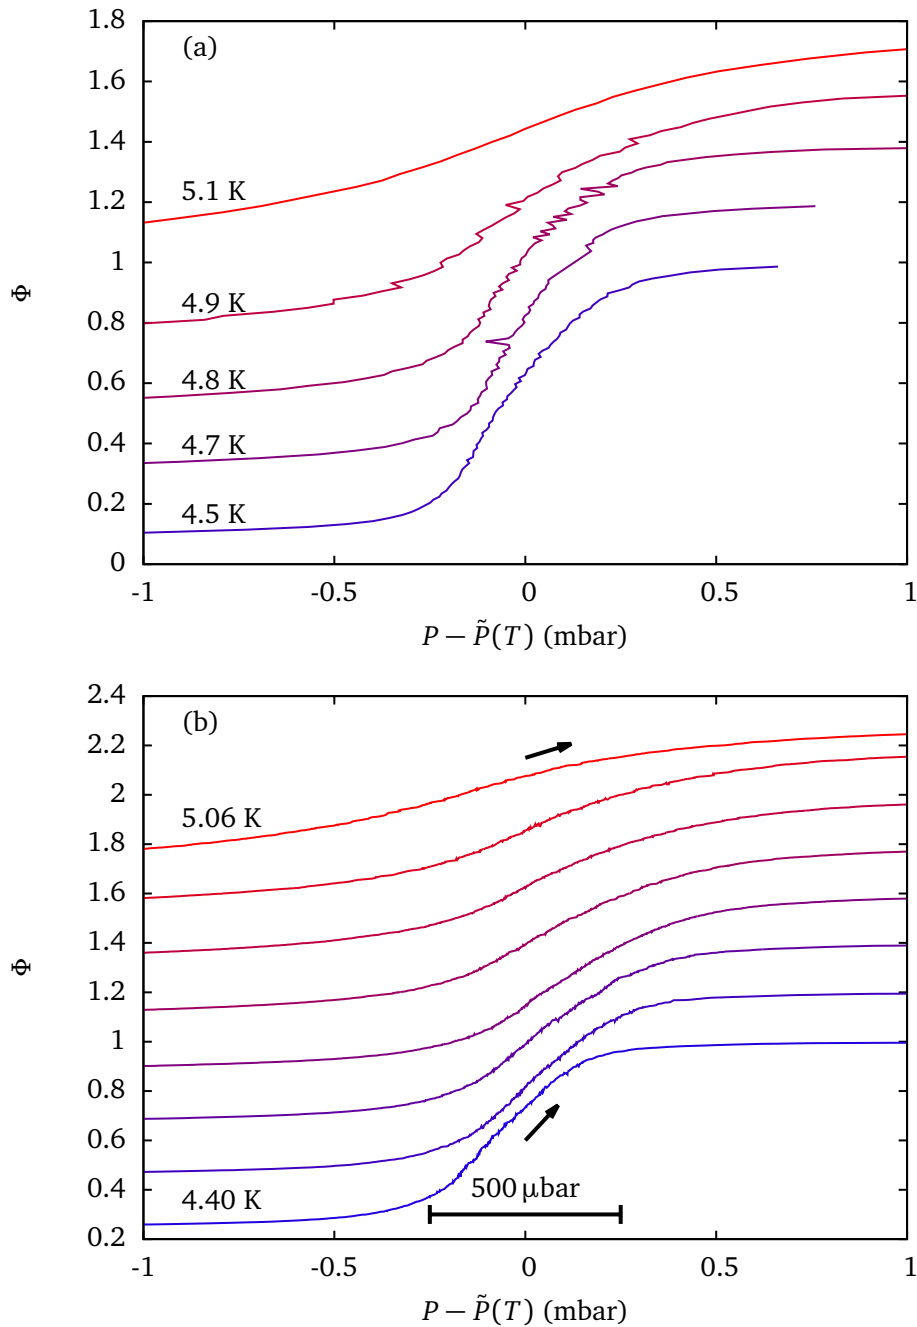 (a)
1.8
1.6
1.4
1.2
1
0.8
0.6
0.4
0.2
0
Φ
5.1 K
4.9 K
4.8 K
4.7 K
4.5 K
-1 -0.5 0 0.5 1
P − P̃(T) (mbar)
(b)
2.4
2.2
2
1.8
1.6
1.4
1.2
1
0.8
0.6
0.4
0.2
Φ
5.06 K
4.40 K
500 μbar
-1 -0.5 0 0.5 1
P − P̃(T) (mbar)